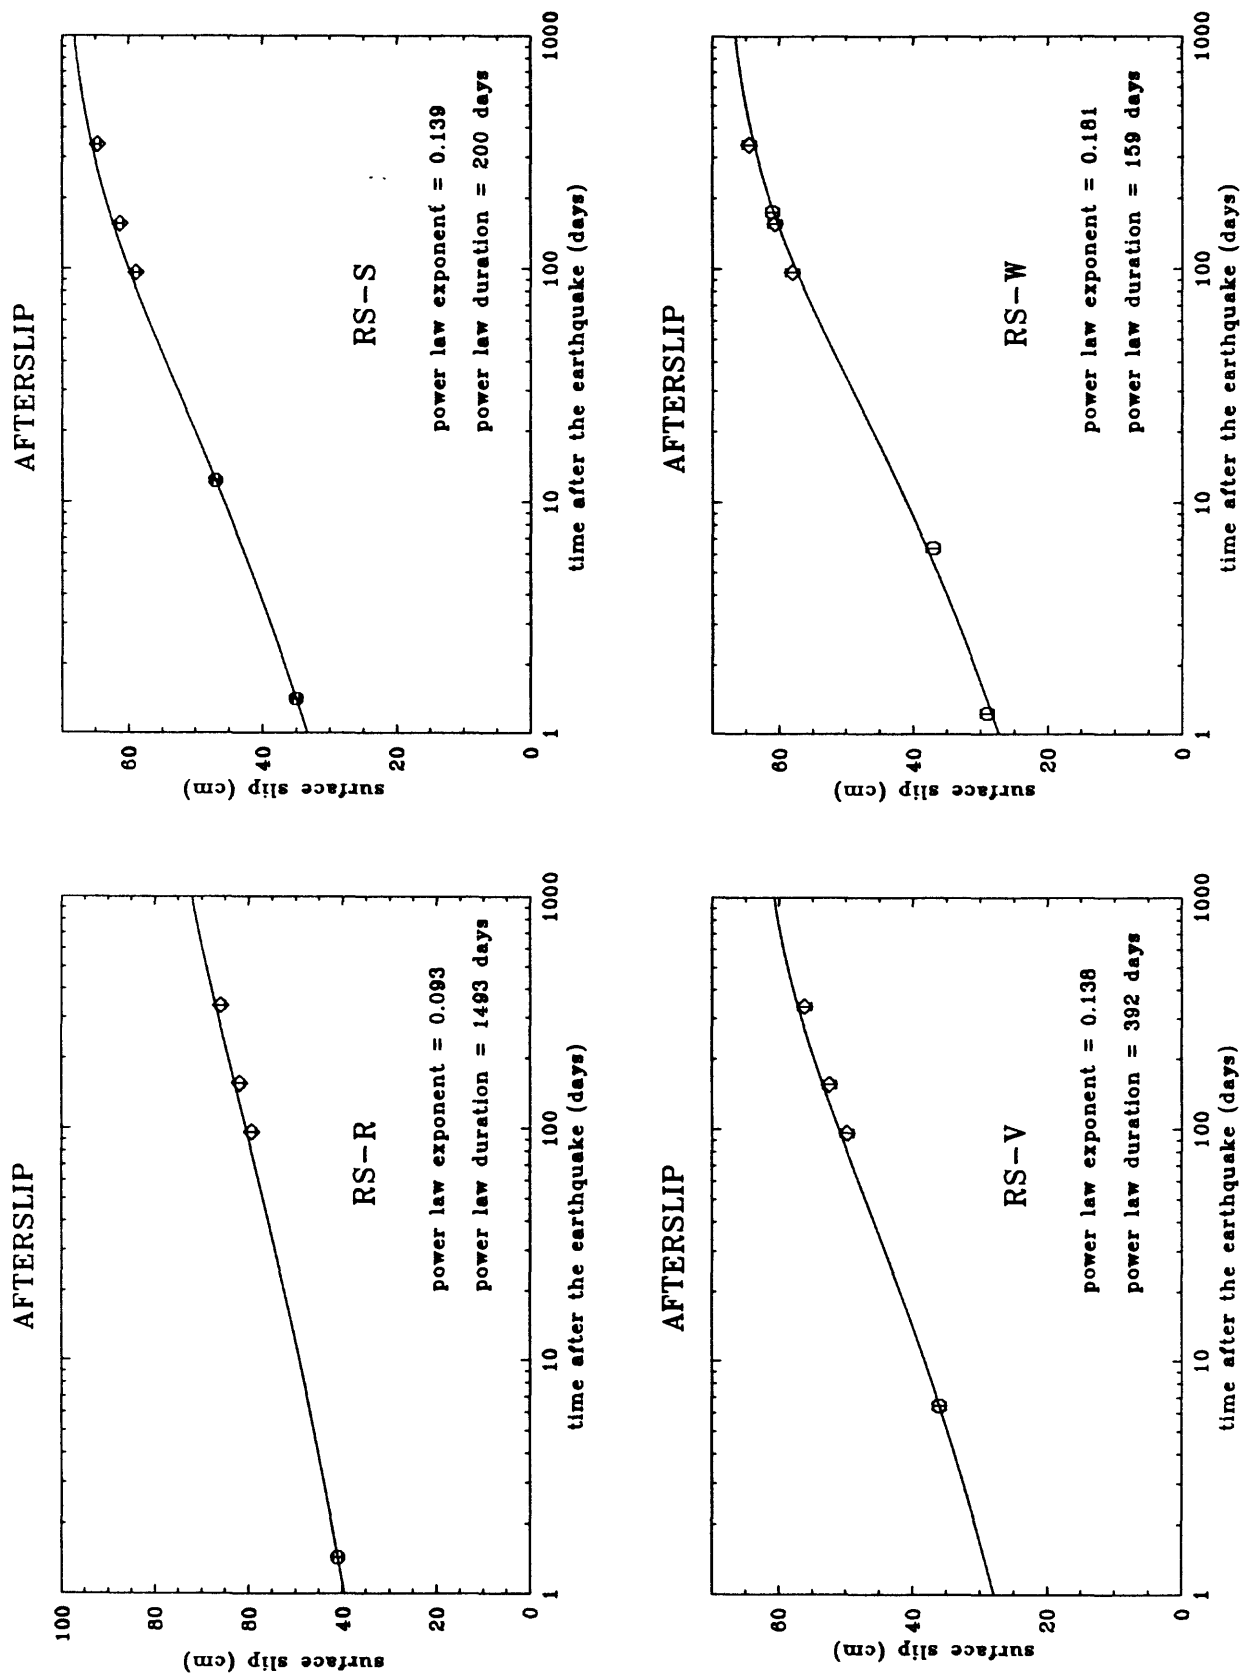 AFTERSLIP
surface slip (cm)
100
80
60
40
20
0
RS-R
power law exponent = 0.093
power law duration = 1493 days
1
10
100
1000
time after the earthquake (days)
AFTERSLIP
surface slip (cm)
60
40
20
0
RS-S
power law exponent = 0.139
power law duration = 200 days
1
10
100
1000
time after the earthquake (days)
AFTERSLIP
surface slip (cm)
60
40
20
0
RS-V
power law exponent = 0.138
power law duration = 392 days
1
10
100
1000
time after the earthquake (days)
AFTERSLIP
surface slip (cm)
60
40
20
0
RS-W
power law exponent = 0.181
power law duration = 159 days
1
10
100
1000
time after the earthquake (days)